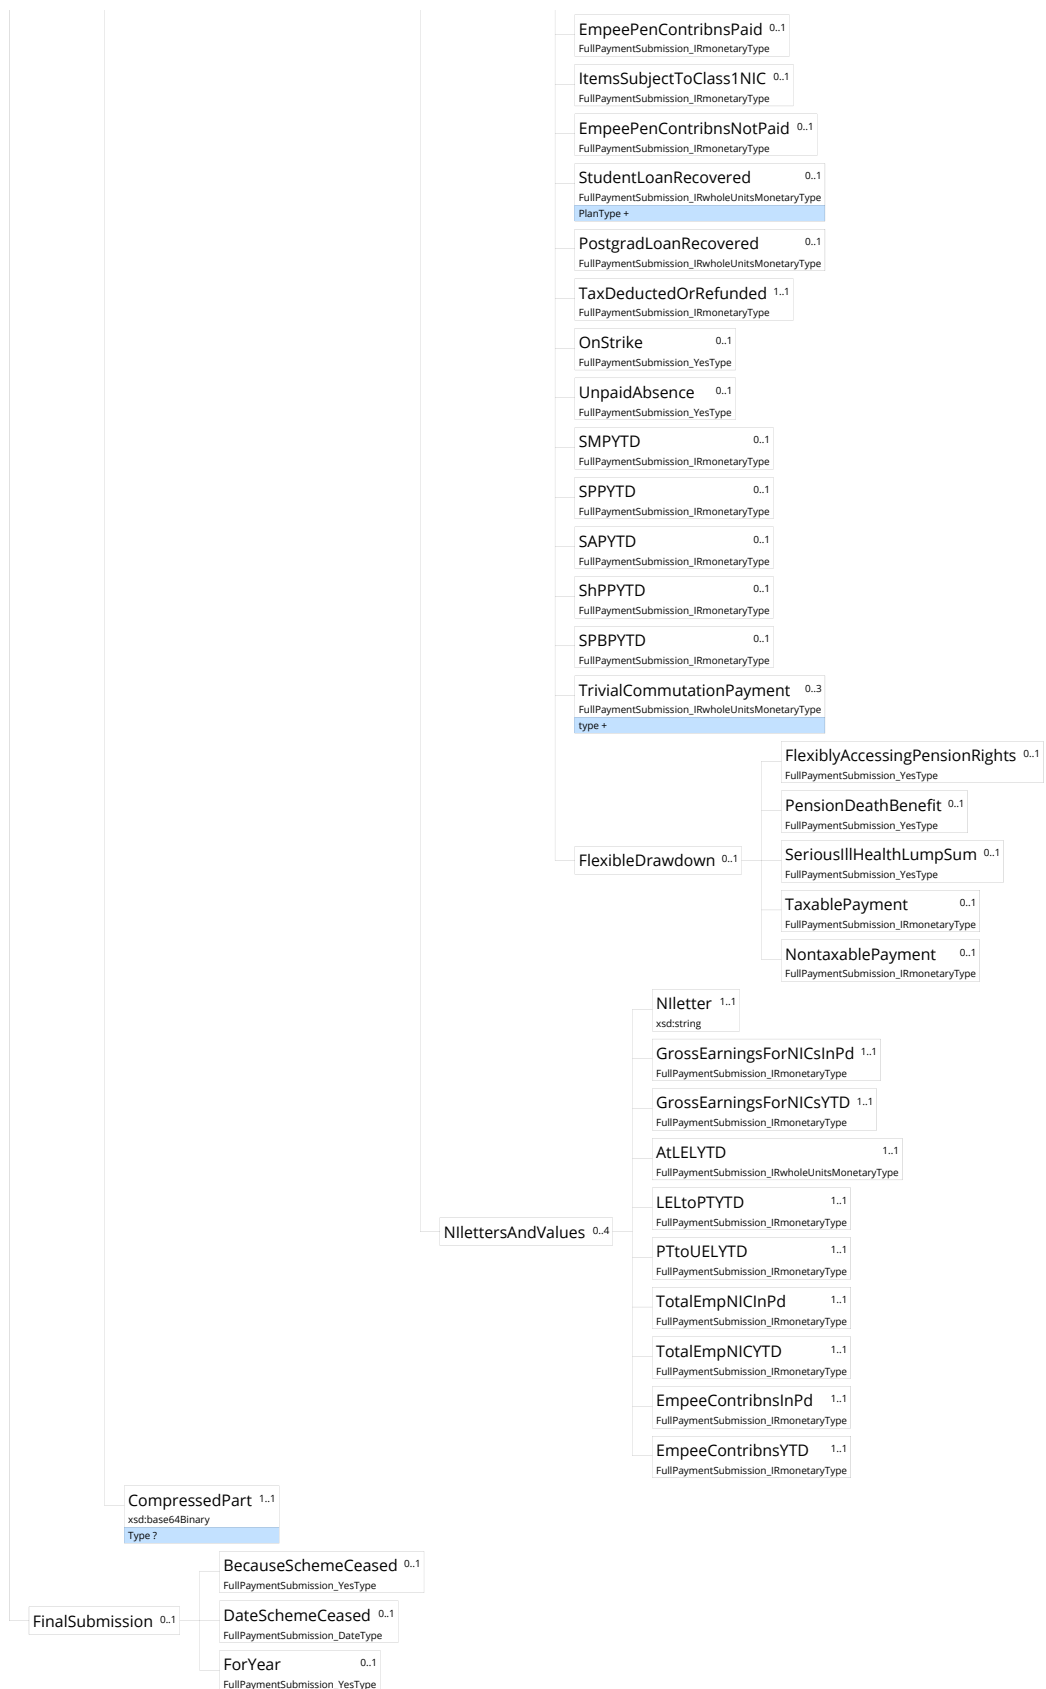 EmpeePenContribnsPaid 0..1
FullPaymentSubmission_IRmonetaryType
ItemsSubjectToClass1NIC 0..1
FullPaymentSubmission_IRmonetaryType
EmpeePenContribnsNotPaid 0..1
FullPaymentSubmission_IRmonetaryType
StudentLoanRecovered 0..1
FullPaymentSubmission_IRwholeUnitsMonetaryType
PlanType +
PostgradLoanRecovered 0..1
FullPaymentSubmission_IRwholeUnitsMonetaryType
TaxDeductedOrRefunded 1..1
FullPaymentSubmission_IRmonetaryType
OnStrike 0..1
FullPaymentSubmission_YesType
UnpaidAbsence 0..1
FullPaymentSubmission_YesType
SMPYTD 0..1
FullPaymentSubmission_IRmonetaryType
SPPYTD 0..1
FullPaymentSubmission_IRmonetaryType
SAPYTD 0..1
FullPaymentSubmission_IRmonetaryType
ShPPYTD 0..1
FullPaymentSubmission_IRmonetaryType
SPBPYTD 0..1
FullPaymentSubmission_IRmonetaryType
TrivialCommutationPayment 0..3
FullPaymentSubmission_IRwholeUnitsMonetaryType
type +
FlexibleDrawdown 0..1
FlexiblyAccessingPensionRights 0..1
FullPaymentSubmission_YesType
PensionDeathBenefit 0..1
FullPaymentSubmission_YesType
SeriousIllHealthLumpSum 0..1
FullPaymentSubmission_YesType
TaxablePayment 0..1
FullPaymentSubmission_IRmonetaryType
NontaxablePayment 0..1
FullPaymentSubmission_IRmonetaryType
NIlettersAndValues 0..4
NIletter 1..1
xsd:string
GrossEarningsForNICsInPd 1..1
FullPaymentSubmission_IRmonetaryType
GrossEarningsForNICsYTD 1..1
FullPaymentSubmission_IRmonetaryType
AtLELYTD 1..1
FullPaymentSubmission_IRwholeUnitsMonetaryType
LELtoPTYTD 1..1
FullPaymentSubmission_IRmonetaryType
PTtoUELYTD 1..1
FullPaymentSubmission_IRmonetaryType
TotalEmpNICInPd 1..1
FullPaymentSubmission_IRmonetaryType
TotalEmpNICYTD 1..1
FullPaymentSubmission_IRmonetaryType
EmpeeContribnsInPd 1..1
FullPaymentSubmission_IRmonetaryType
EmpeeContribnsYTD 1..1
FullPaymentSubmission_IRmonetaryType
CompressedPart 1..1
xsd:base64Binary
Type ?
FinalSubmission 0..1
BecauseSchemeCeased 0..1
FullPaymentSubmission_YesType
DateSchemeCeased 0..1
FullPaymentSubmission_DateType
ForYear 0..1
FullPaymentSubmission_YesType